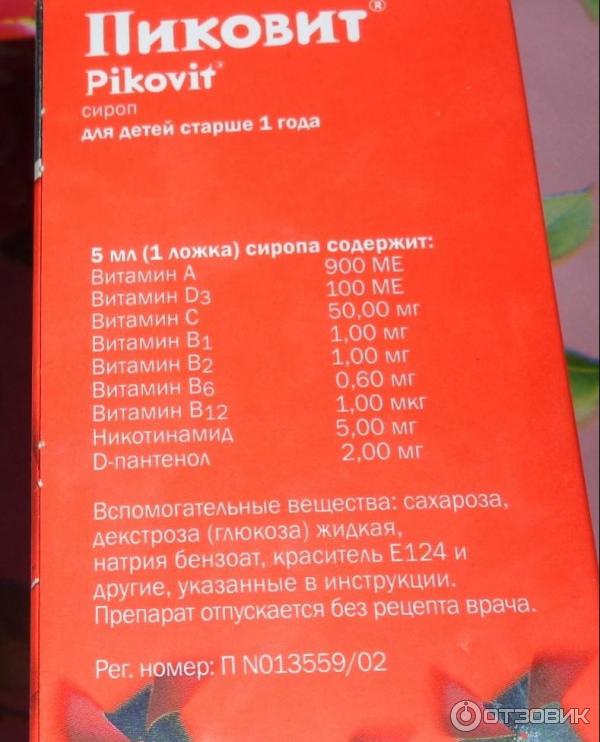 Пиковит®
Pikovit®
сироп
для детей старше 1 года
5 мл (1 ложка) сиропа содержит:
Витамин А 900 МЕ
Витамин D3 100 МЕ
Витамин С 50,00 мг
Витамин B1 1,00 мг
Витамин B2 1,00 мг
Витамин B6 0,60 мг
Витамин B12 1,00 мкг
Никотинамид 5,00 мг
D-пантенол 2,00 мг
Вспомогательные вещества: сахароза,
декстроза (глюкоза) жидкая,
натрия бензоат, краситель Е124 и
другие, указанные в инструкции.
Препарат отпускается без рецепта врача.
Рег. номер: П N013559/02
ОТЗОВИК